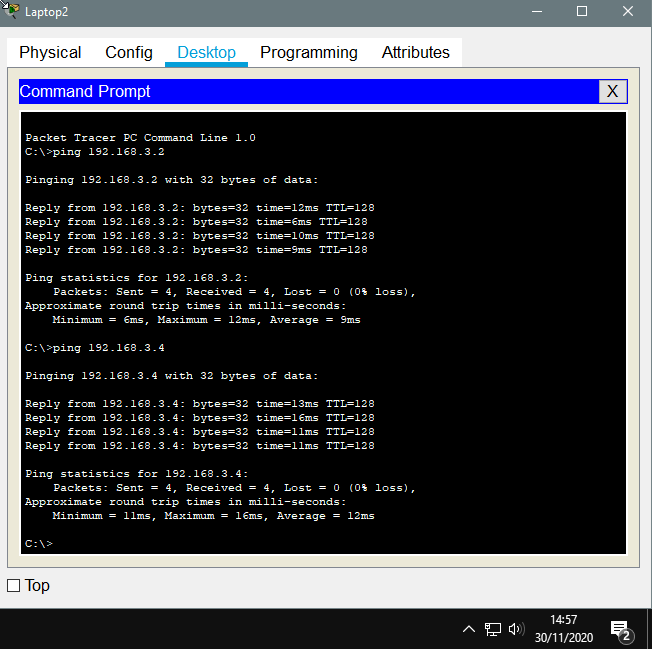 Laptop2
Physical Config Desktop Programming Attributes
Command Prompt X
Packet Tracer PC Command Line 1.0
C:\>ping 192.168.3.2
Pinging 192.168.3.2 with 32 bytes of data:
Reply from 192.168.3.2: bytes=32 time=12ms TTL=128
Reply from 192.168.3.2: bytes=32 time=6ms TTL=128
Reply from 192.168.3.2: bytes=32 time=10ms TTL=128
Reply from 192.168.3.2: bytes=32 time=9ms TTL=128
Ping statistics for 192.168.3.2:
Packets: Sent = 4, Received = 4, Lost = 0 (0% loss),
Approximate round trip times in milli-seconds:
Minimum = 6ms, Maximum = 12ms, Average = 9ms
C:\>ping 192.168.3.4
Pinging 192.168.3.4 with 32 bytes of data:
Reply from 192.168.3.4: bytes=32 time=13ms TTL=128
Reply from 192.168.3.4: bytes=32 time=16ms TTL=128
Reply from 192.168.3.4: bytes=32 time=11ms TTL=128
Reply from 192.168.3.4: bytes=32 time=11ms TTL=128
Ping statistics for 192.168.3.4:
Packets: Sent = 4, Received = 4, Lost = 0 (0% loss),
Approximate round trip times in milli-seconds:
Minimum = 11ms, Maximum = 16ms, Average = 12ms
C:\>
Top
14:57
30/11/2020
2